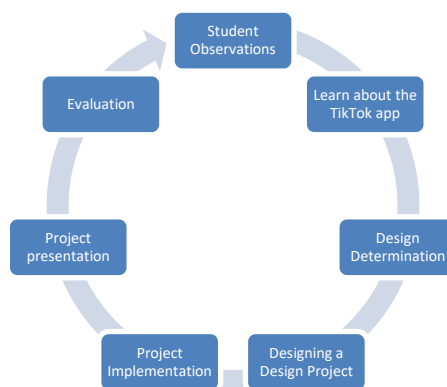 Student
Observations
Learn about the
TikTok app
Design
Determination
Designing a
Design Project
Project
Implementation
Project
presentation
Evaluation